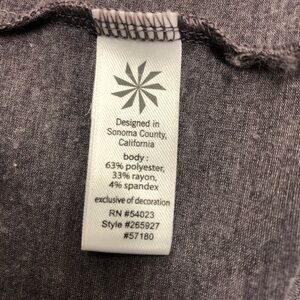 Designed in
Sonoma County,
California
body :
63% polyester,
33% rayon,
4% spandex
exclusive of decoration
RN #54023
Style #265927
#57180